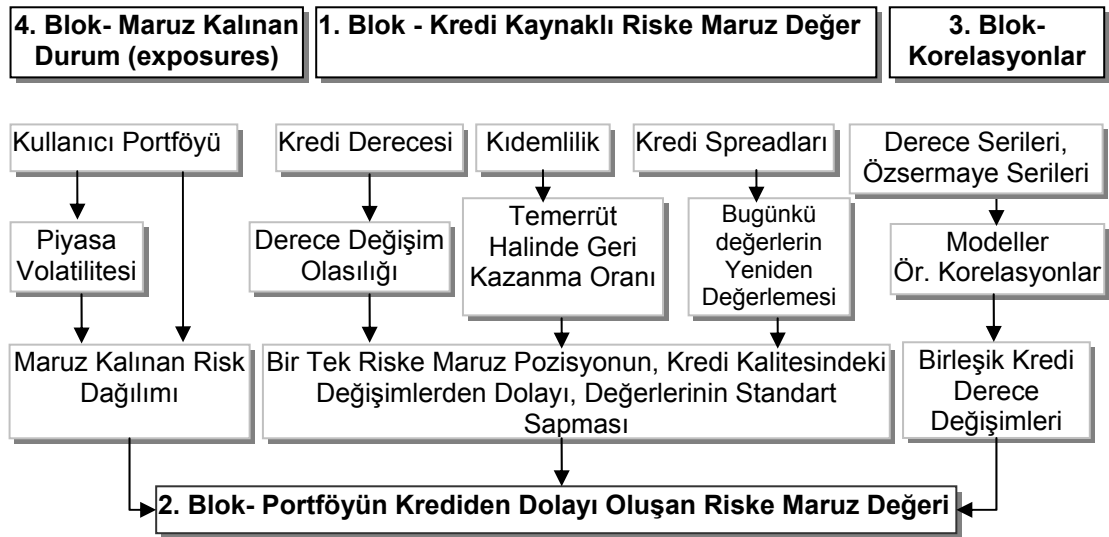 4. Blok- Maruz Kalınan
Durum (exposures)
1. Blok - Kredi Kaynaklı Riske Maruz Değer
3. Blok-
Korelasyonlar
Kullanıcı Portföyü
Kredi Derecesi
Kıdemlilik
Kredi Spreadları
Derece Serileri,
Özsermaye Serileri
Piyasa
Volatilitesi
Derece Değişim
Olasılığı
Temerrüt
Halinde Geri
Kazanma Oranı
Bugünkü
değerlerin
Yeniden
Değerlemesi
Modeller
Ör. Korelasyonlar
Maruz Kalınan Risk
Dağılımı
Bir Tek Riske Maruz Pozisyonun, Kredi Kalitesindeki
Değişimlerden Dolayı, Değerlerinin Standart
Sapması
Birleşik Kredi
Derece
Değişimleri
2. Blok- Portföyün Krediden Dolayı Oluşan Riske Maruz Değeri